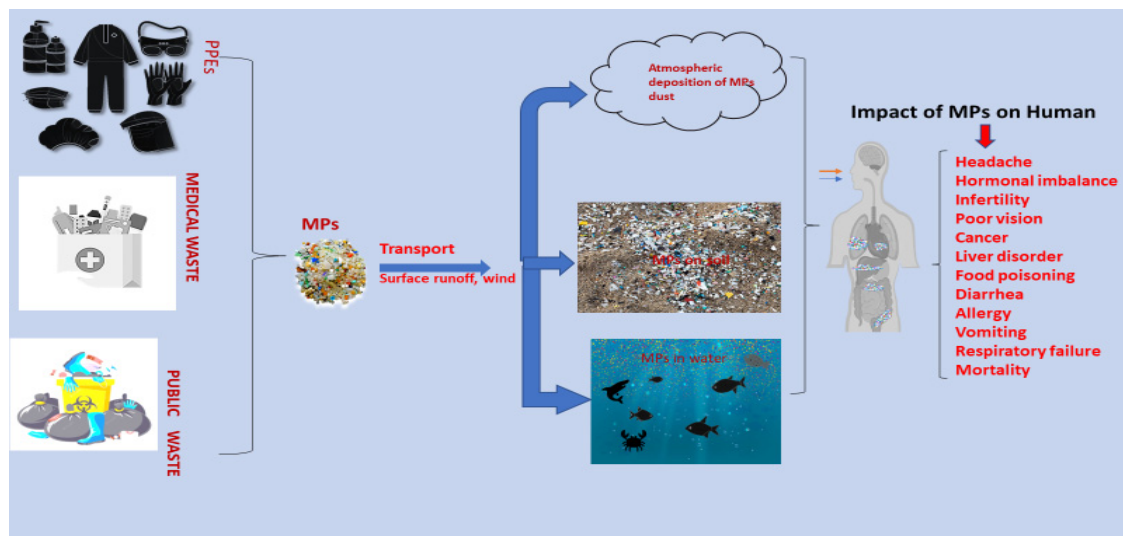 PPEs
MEDICAL WASTE
PUBLIC WASTE
MPs
Transport
Surface runoff, wind
Atmospheric
deposition of MPs
dust
MPs on soil
MPs in water
Impact of MPs on Human
Headache
Hormonal imbalance
Infertility
Poor vision
Cancer
Liver disorder
Food poisoning
Diarrhea
Allergy
Vomiting
Respiratory failure
Mortality